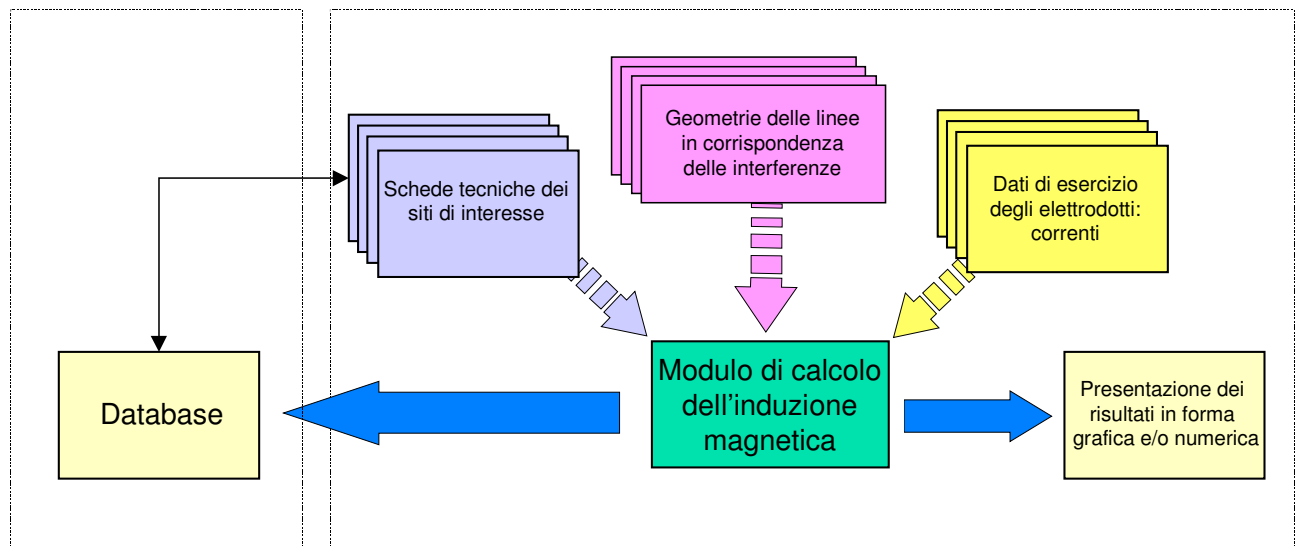 Geometrie delle linee
in corrispondenza
delle interferenze
Schede tecniche dei
siti di interesse
Dati di esercizio
degli elettrodotti:
correnti
Database
Modulo di calcolo
dell'induzione
magnetica
Presentazione dei
risultati in forma
grafica e/o numerica